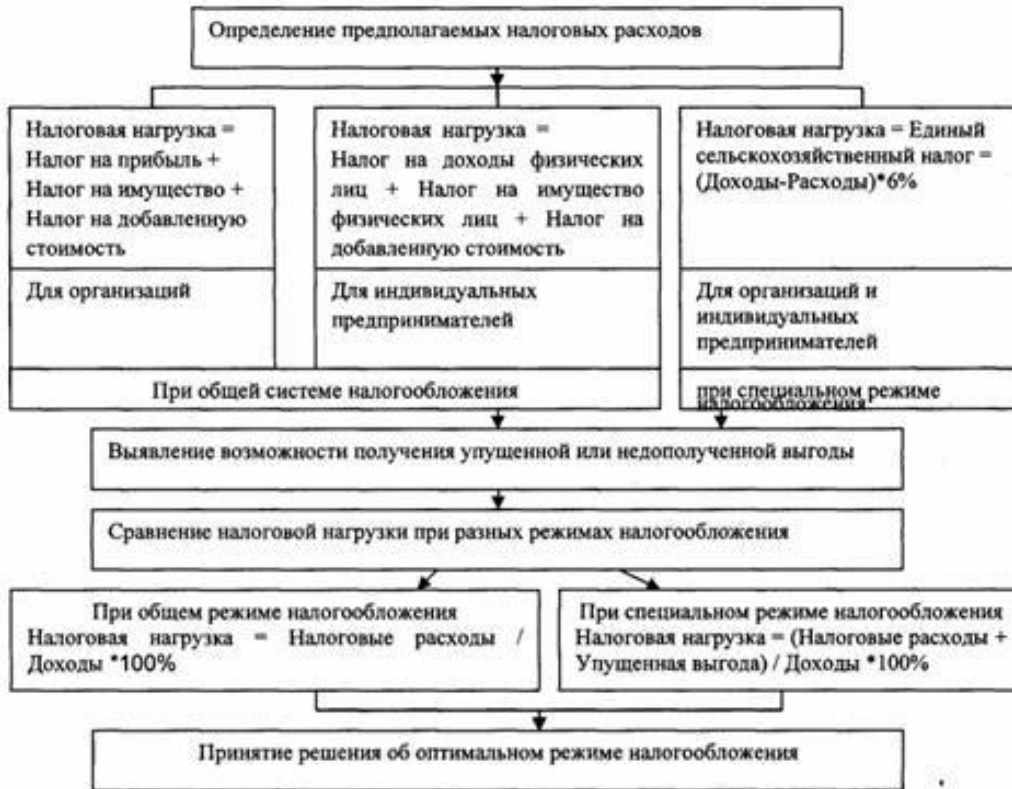 Определение предполагаемых налоговых расходов
Налоговая нагрузка =
Налог на прибыль +
Налог на имущество +
Налог на добавленную
стоимость
Налоговая нагрузка =
Налог на доходы физических
лиц + Налог на имущество
физических лиц + Налог на
добавленную стоимость
Налоговая нагрузка = Единый
сельскохозяйственный налог =
(Доходы-Расходы)*6%
Для организаций
Для индивидуальных
предпринимателей
Для организаций и
индивидуальных
предпринимателей
При общей системе налогообложения
при специальном режиме
налогообложения
Выявление возможности получения упущенной или недополученной выгоды
Сравнение налоговой нагрузки при разных режимах налогообложения
При общем режиме налогообложения
Налоговая нагрузка = Налоговые расходы /
Доходы *100%
При специальном режиме налогообложения
Налоговая нагрузка = (Налоговые расходы +
Упущенная выгода) / Доходы *100%
Принятие решения об оптимальном режиме налогообложения